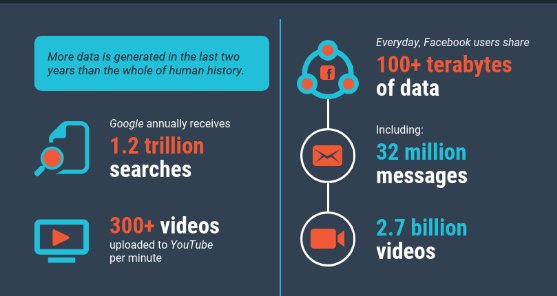 More data is generated in the last two
years than the whole of human history.
Google annually receives
1.2 trillion
searches
300+ videos
uploaded to YouTube
per minute
Everyday, Facebook users share
100+ terabytes
of data
Including:
32 million
messages
2.7 billion
videos